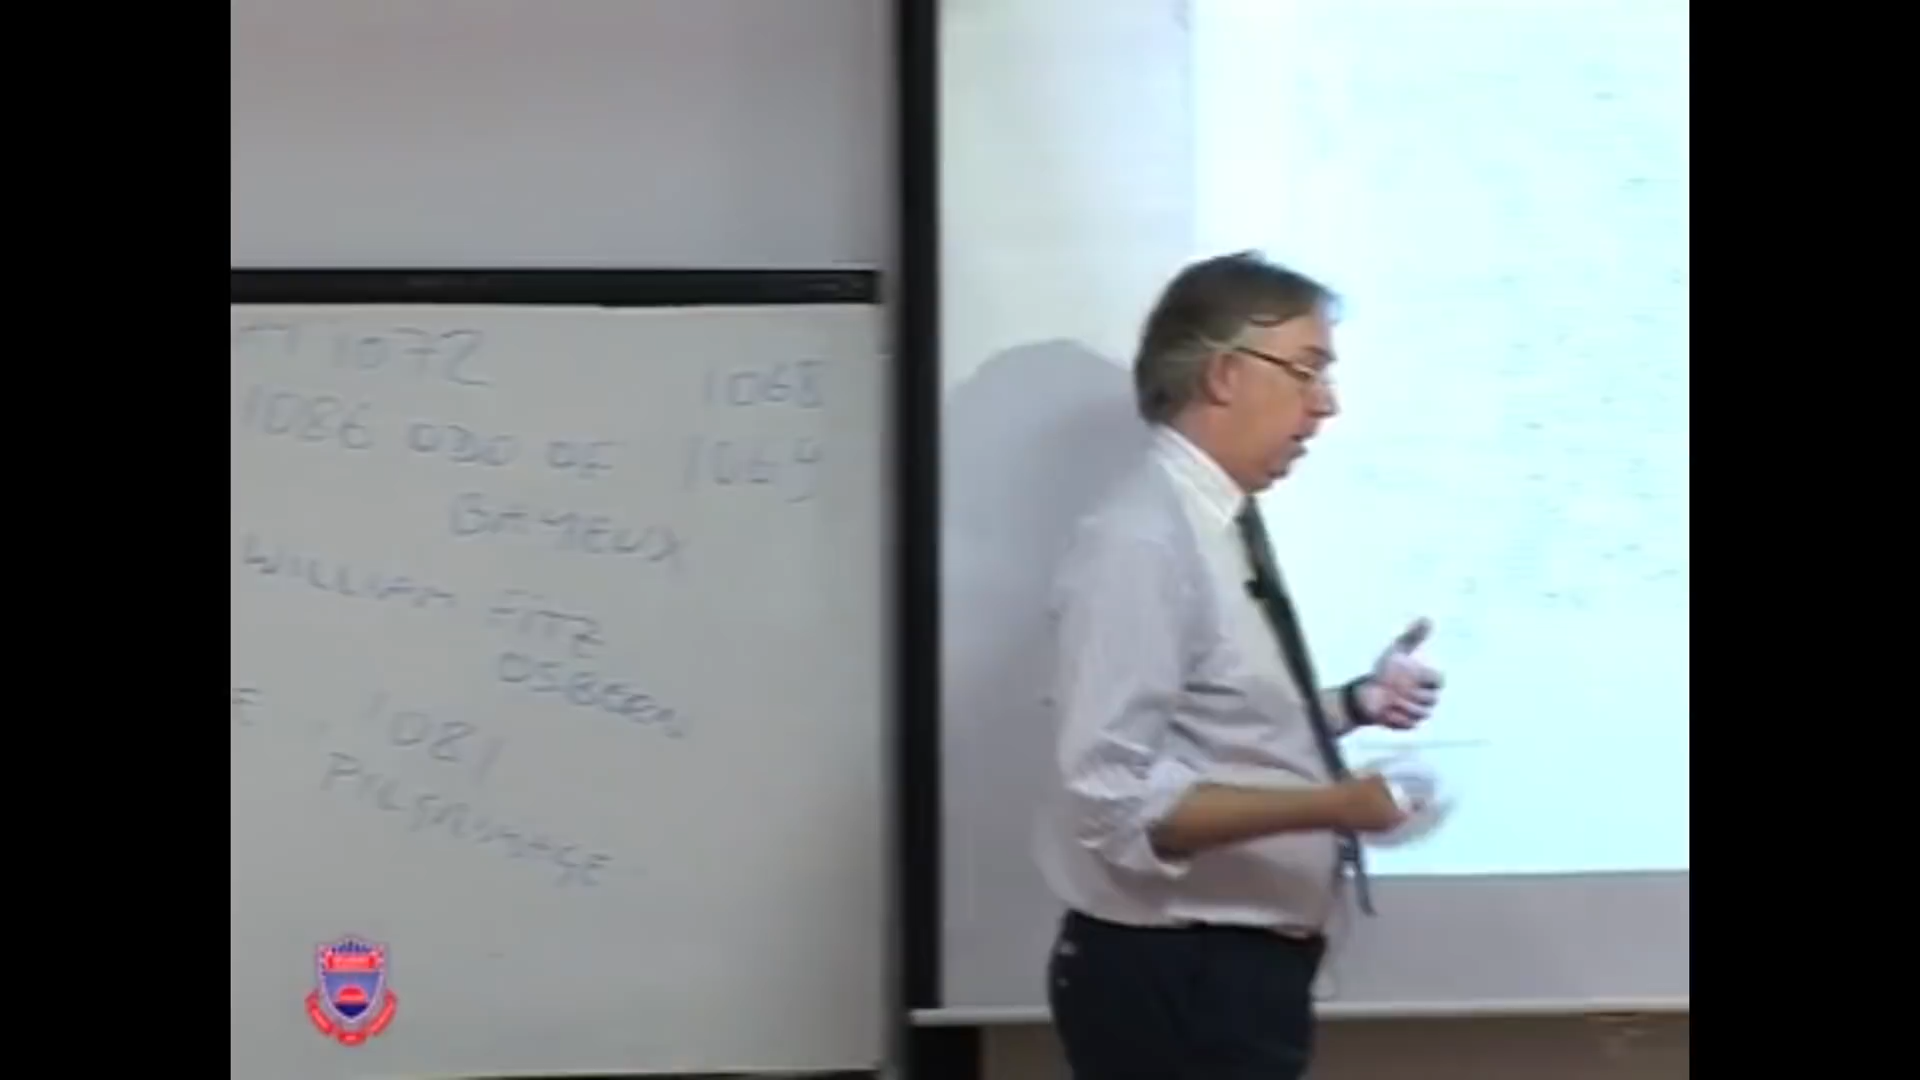 1072
1068
1086 ODO OF
1069
BAYEUX
WILLIAM FITZ
OSBERN
1081
PILGRIMAGE